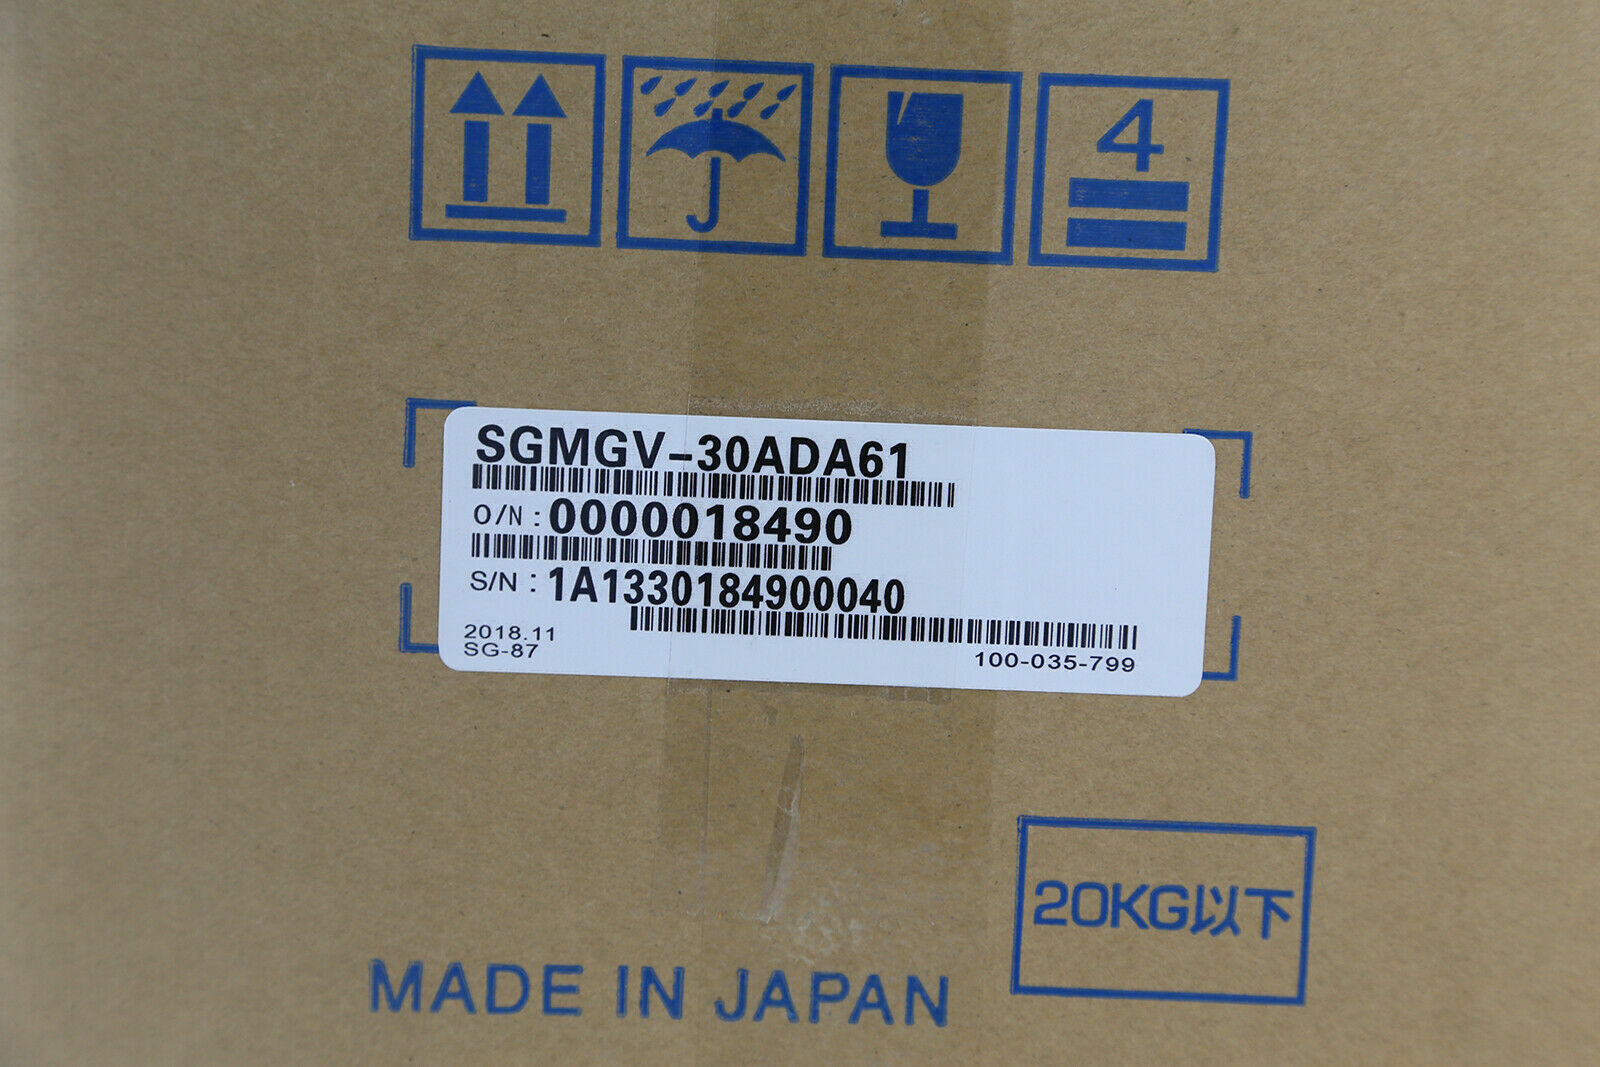 4
SGMGV-30ADA61
O/N : 0000018490
S/N : 1A1330184900040
2018.11
SG-87
100-035-799
20KG以下
MADE IN JAPAN